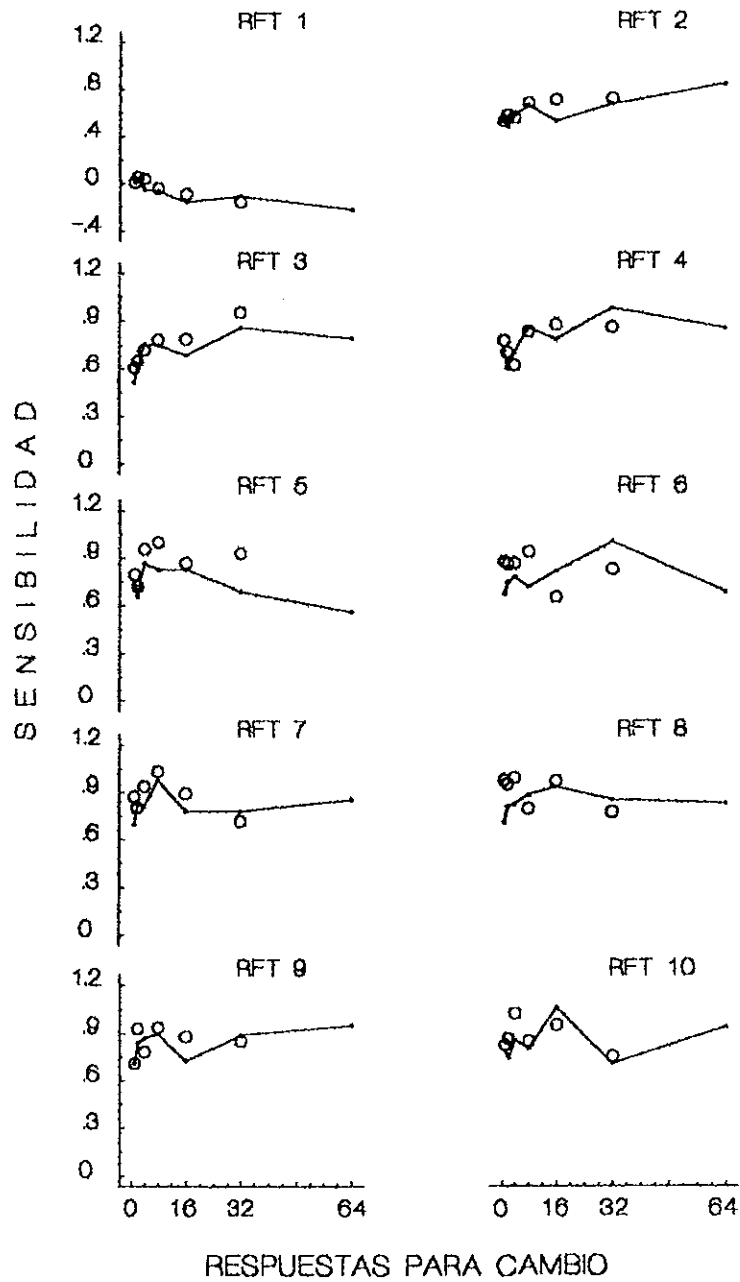 RFT 1
RFT 2
1.2
.8
.4
0
-.4
RFT 3
RFT 4
1.2
.9
.6
.3
0
RFT 5
RFT 6
1.2
.9
.6
.3
0
RFT 7
RFT 8
1.2
.9
.6
.3
0
RFT 9
RFT 10
1.2
.9
.6
.3
0
0 16 32 64
0 16 32 64
SENSIBILIDAD
RESPUESTAS PARA CAMBIO